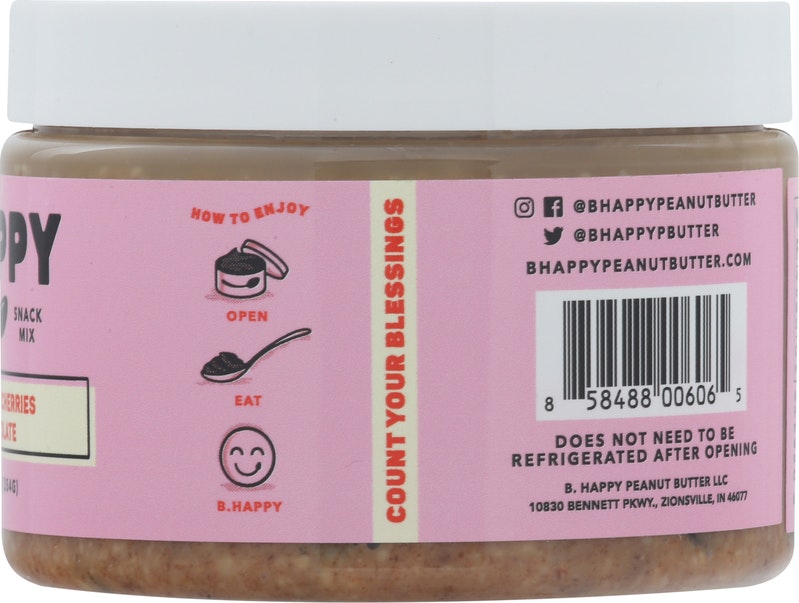 PPY
SNACK
MIX
CHERRIES
LATE
HOW TO ENJOY
OPEN
EAT
B.HAPPY
COUNT YOUR BLESSINGS
@BHAPPYPEANUTBUTTER
@BHAPPYPBUTTER
BHAPPYPEANUTBUTTER.COM
8 58488 00606 5
DOES NOT NEED TO BE
REFRIGERATED AFTER OPENING
B. HAPPY PEANUT BUTTER LLC
10830 BENNETT PKWY., ZIONSVILLE, IN 46077